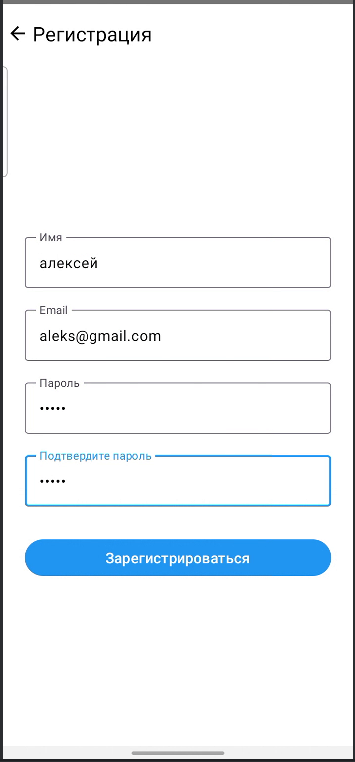 Регистрация
Имя
алексей
Email
aleks@gmail.com
Пароль
•••••
Подтвердите пароль
•••••
Зарегистрироваться